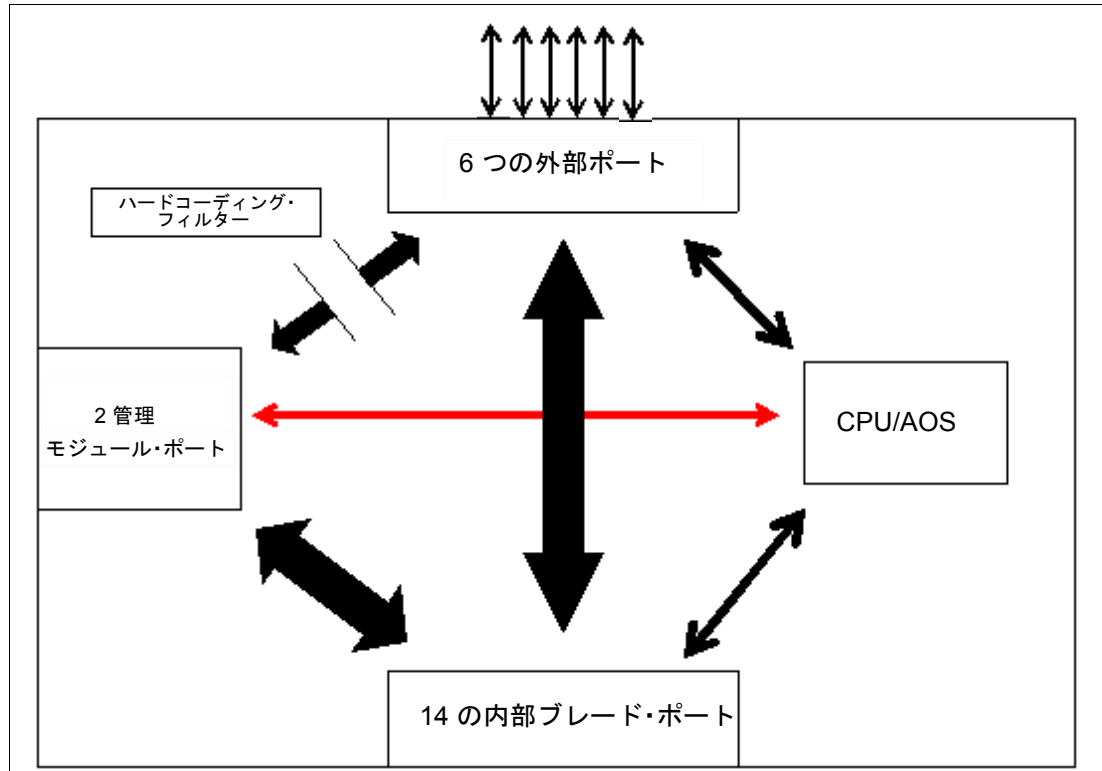 6 つの外部ポート
ハードコーディング・
フィルター
2 管理
モジュール・ポート
CPU/AOS
14 の内部ブレード・ポート